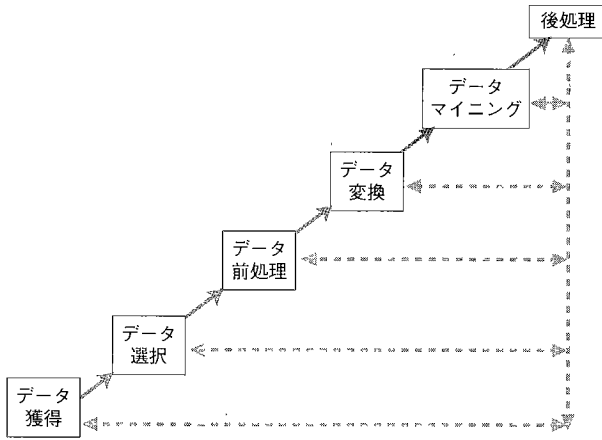 後処理
データ
マイニング
データ
変換
データ
前処理
データ
選択
データ
獲得